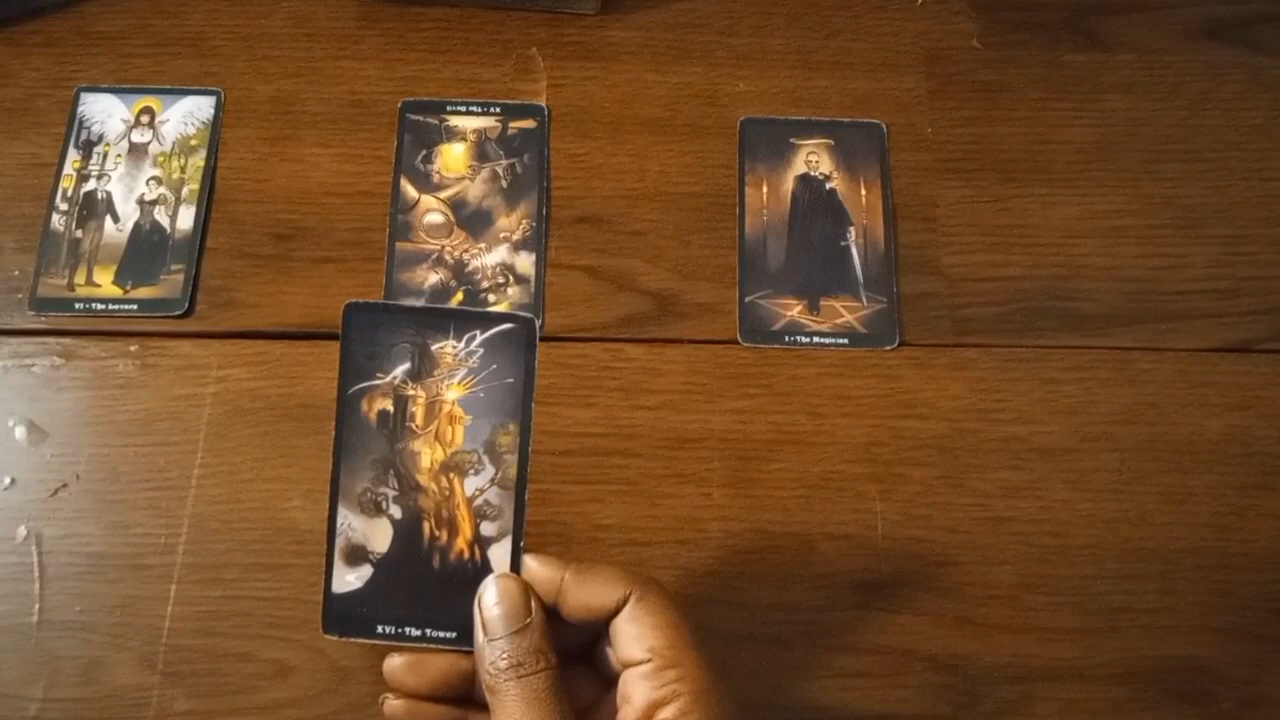 VI • The Lovers
XV • The Devil
I • The Magician
XVI • The Tower